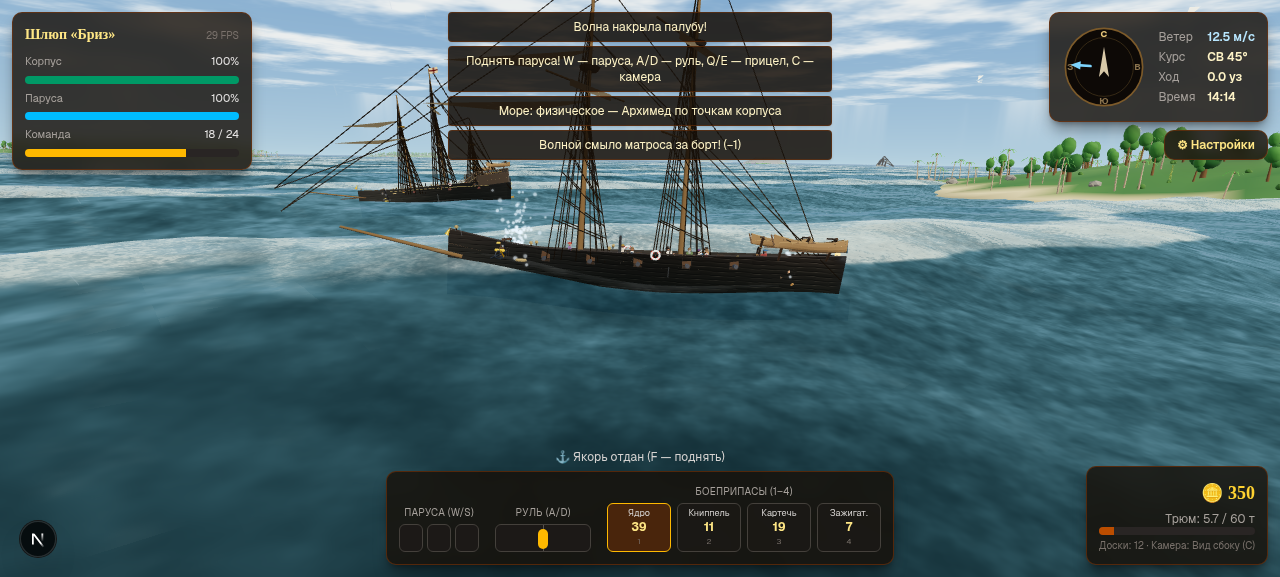 Шлюп «Бриз»
29 FPS
Корпус 100%
Паруса 100%
Команда 18 / 24
Волна накрыла палубу!
Поднять паруса! W — паруса, A/D — руль, Q/E — прицел, C —
камера
Море: физическое — Архимед по точкам корпуса
Волной смыло матроса за борт! (−1)
С
З
В
Ю
Ветер 12.5 м/с
Курс СВ 45°
Ход 0.0 уз
Время 14:14
⚙ Настройки
⚓ Якорь отдан (F — поднять)
ПАРУСА (W/S)
РУЛЬ (A/D)
БОЕПРИПАСЫ (1–4)
Ядро
39
1
Книппель
11
2
Картечь
19
3
Зажигат.
7
4
350
Трюм: 5.7 / 60 т
Доски: 12 · Камера: Вид сбоку (C)
N